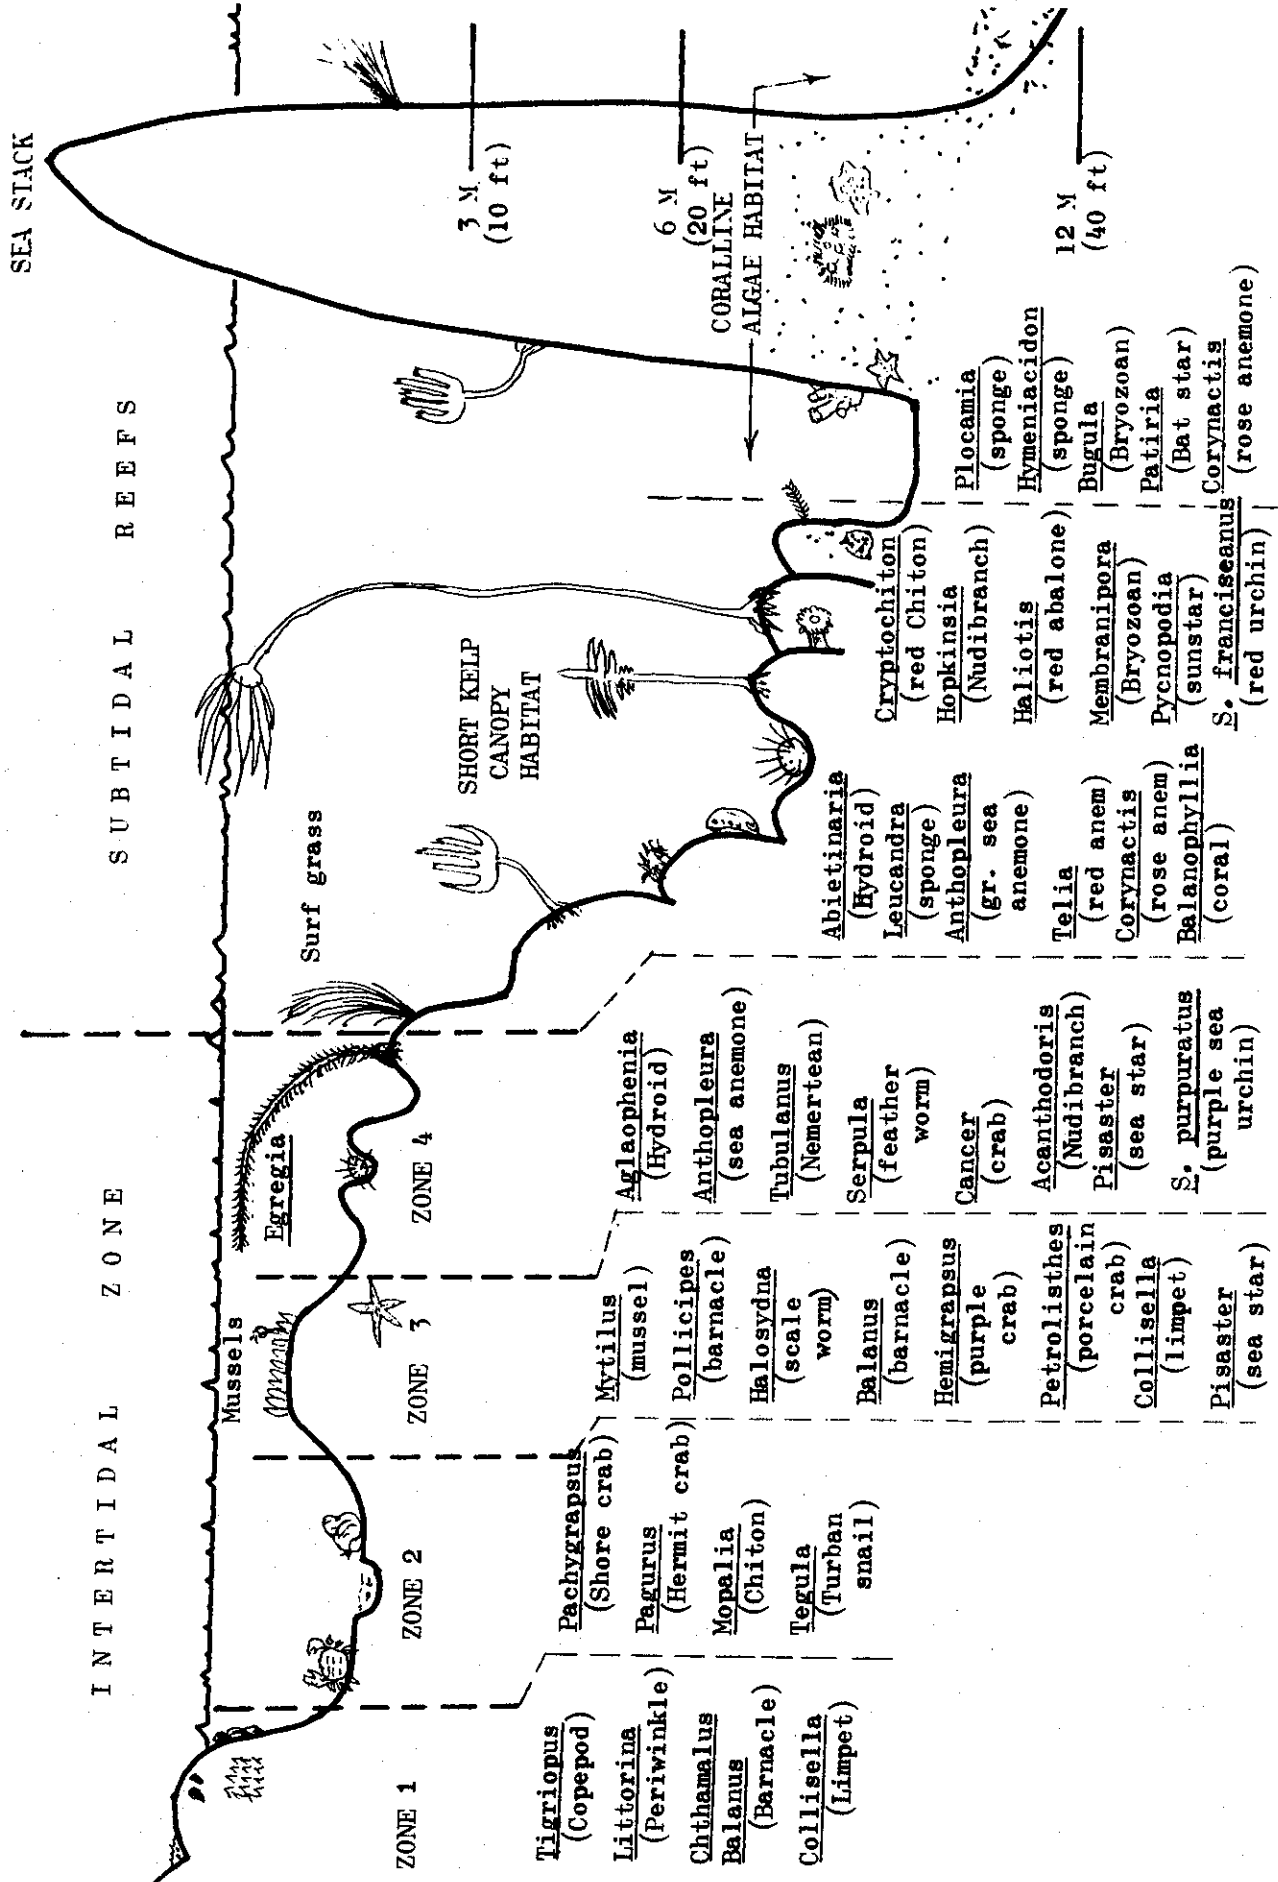 SEA STACK
INTERTIDAL ZONE
SUBTIDAL REEFS
Mussels
Egregia
Surf grass
SHORT KELP
CANOPY
HABITAT
3 M
(10 ft)
6 M
(20 ft)
CORALLINE
ALGAE HABITAT
12 M
(40 ft)
ZONE 1
ZONE 2
ZONE 3
ZONE 4
Tigriopus
(Copepod)
Littorina
(Periwinkle)
Chthamalus
Balanus
(Barnacle)
Collisella
(Limpet)
Pachygrapsus
(Shore crab)
Pagurus
(Hermit crab)
Mopalia
(Chiton)
Tegula
(Turban
snail)
Mytilus
(mussel)
Pollicipes
(barnacle)
Halosydna
(scale
worm)
Balanus
(barnacle)
Hemigrapsus
(purple
crab)
Petrolisthes
(porcelain
crab)
Collisella
(limpet)
Pisaster
(sea star)
Aglaophenia
(Hydroid)
Anthopleura
(sea anemone)
Tubulanus
(Nemertean)
Serpula
(feather
worm)
Cancer
(crab)
Acanthodoris
(Nudibranch)
Pisaster
(sea star)
S. purpuratus
(purple sea
urchin)
Abietinaria
(Hydroid)
Leucandra
(sponge)
Anthopleura
(gr. sea
anemone)
Telia
(red anem)
Corynactis
(rose anem)
Balanophyllia
(coral)
Cryptochiton
(red Chiton)
Hopkinsia
(Nudibranch)
Haliotis
(red abalone)
Membranipora
(Bryozoan)
Pycnopodia
(sunstar)
S. franciseanus
(red urchin)
Plocamia
(sponge)
Hymeniacidon
(sponge)
Bugula
(Bryozoan)
Patiria
(Bat star)
Corynactis
(rose anemone)